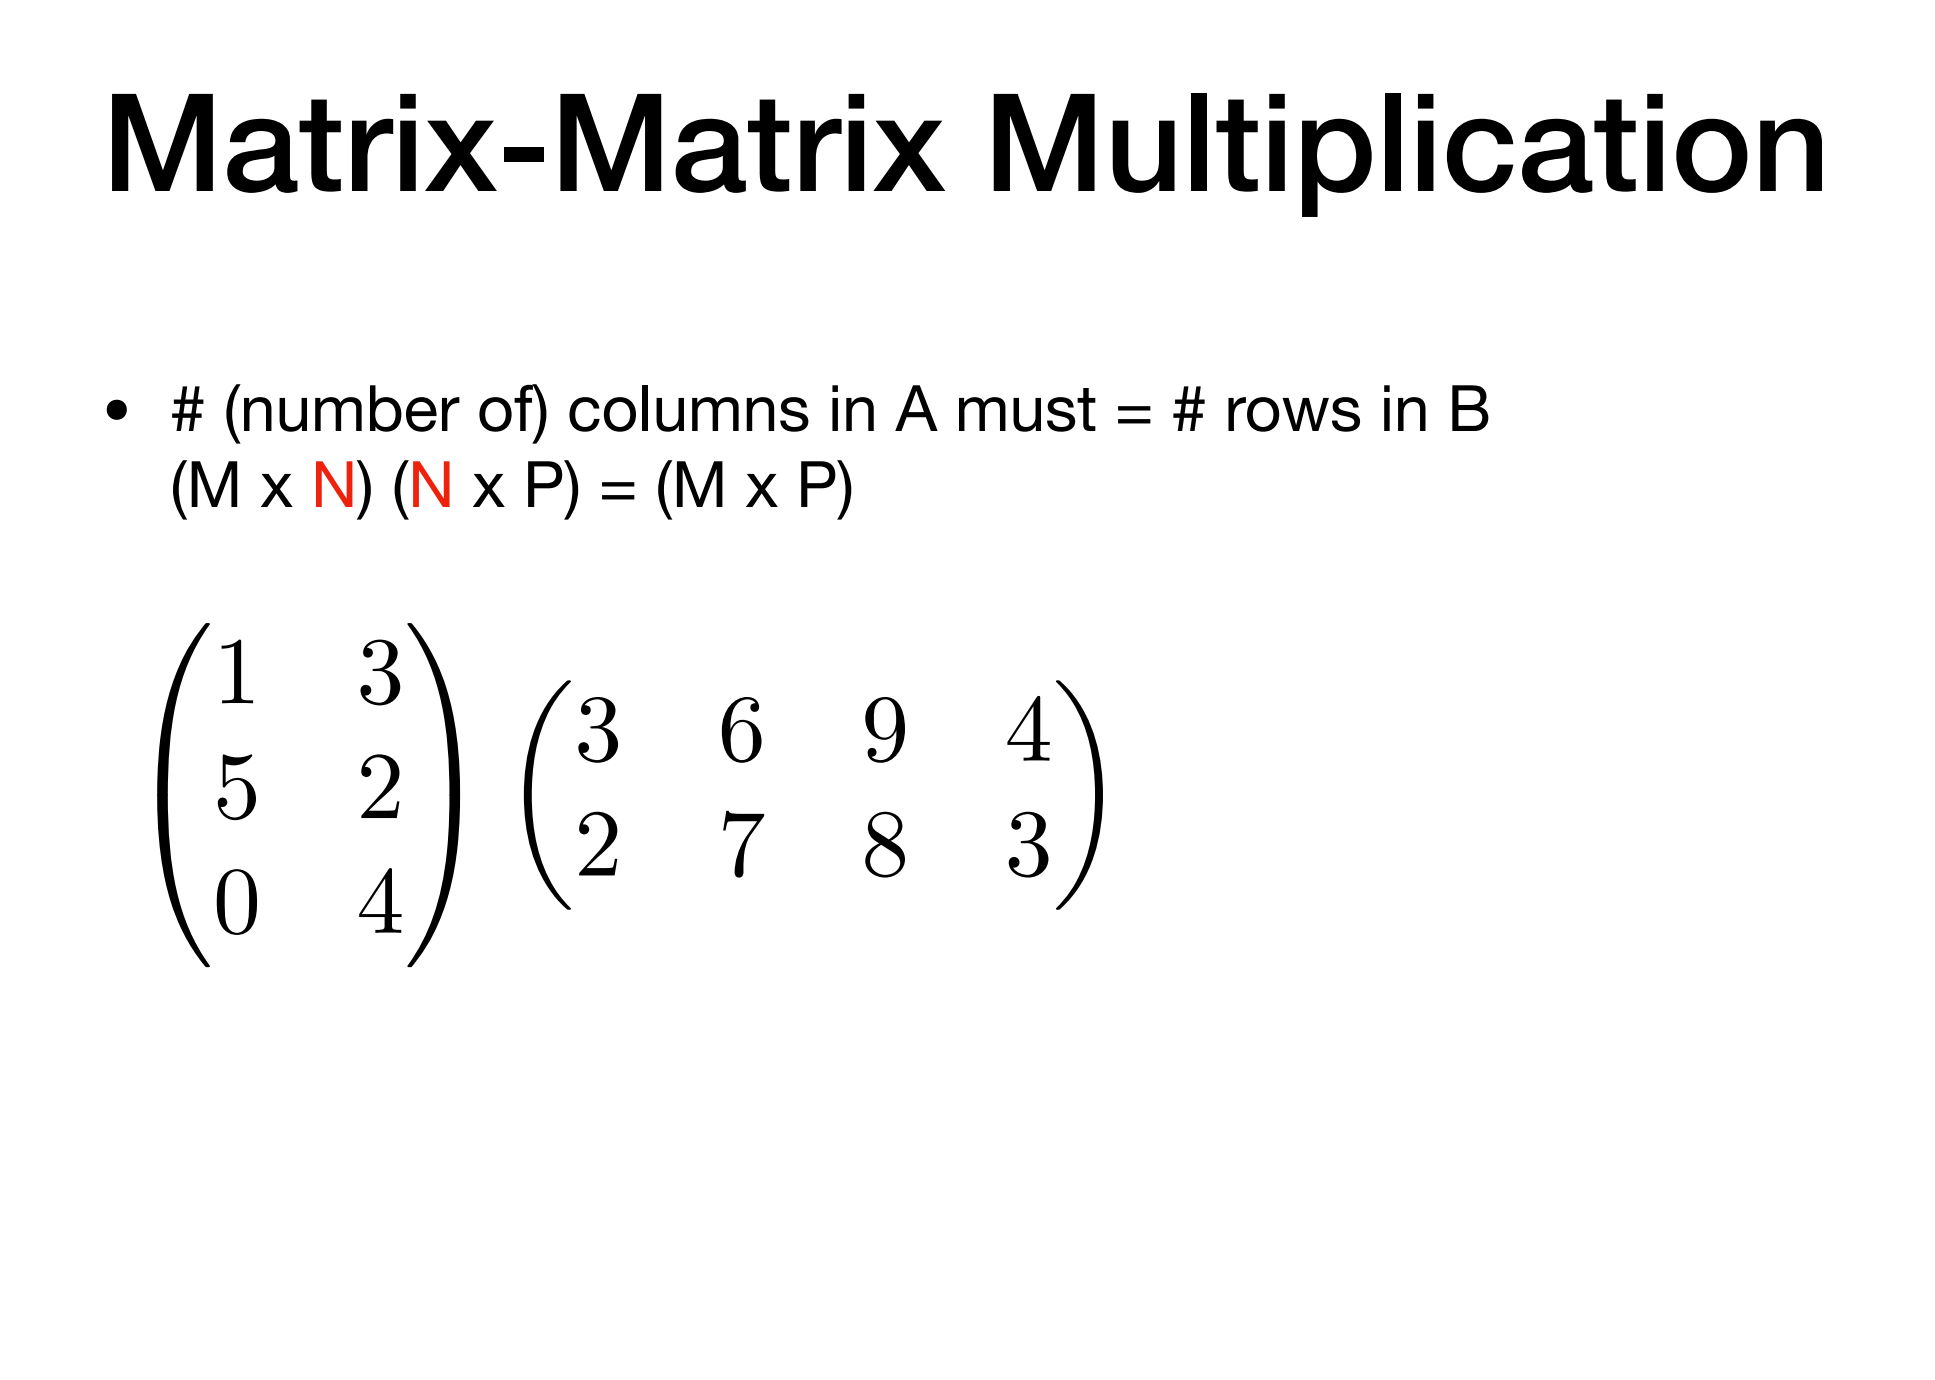 Matrix-Matrix Multiplication
• # (number of) columns in A must = # rows in B
(M x N) (N x P) = (M x P)
1 3
5 2
0 4
3 6 9 4
2 7 8 3